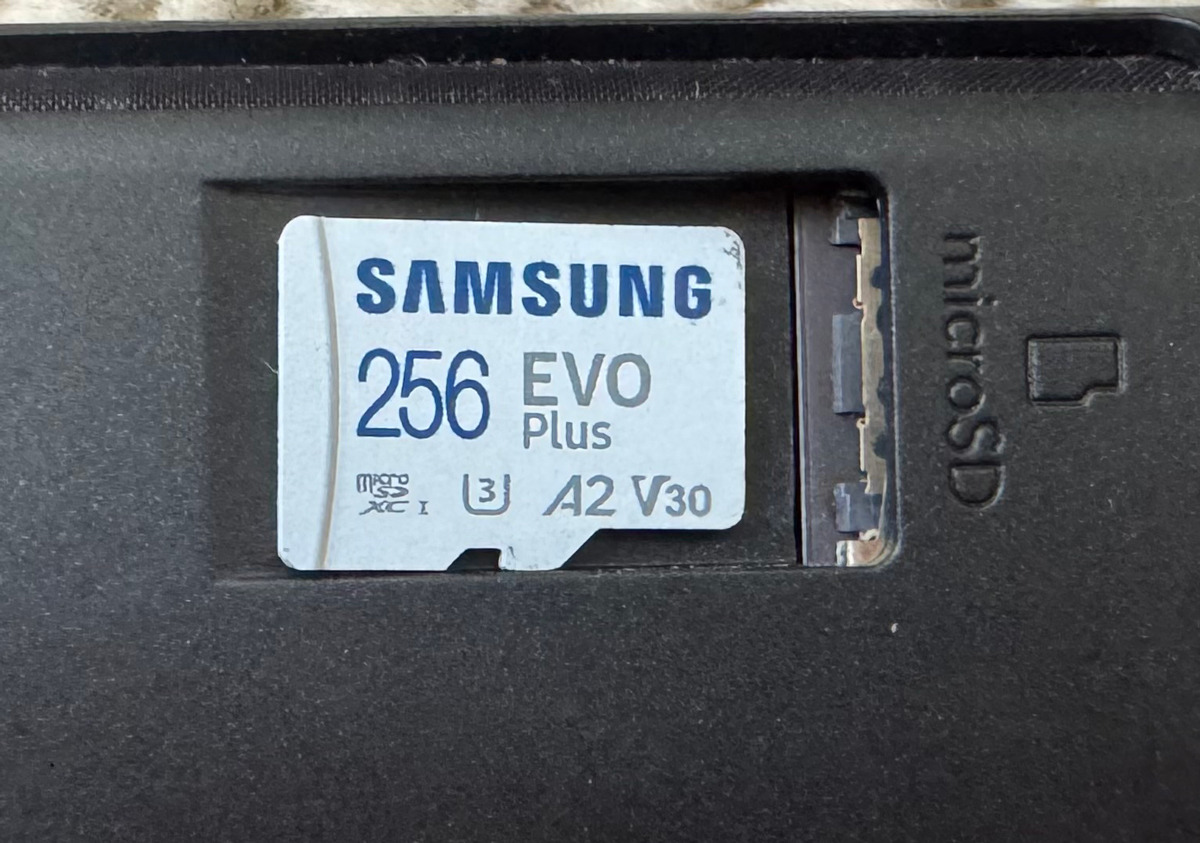 SAMSUNG
256 EVO
Plus
micro
SD
XC I U3 A2 V30
microSD